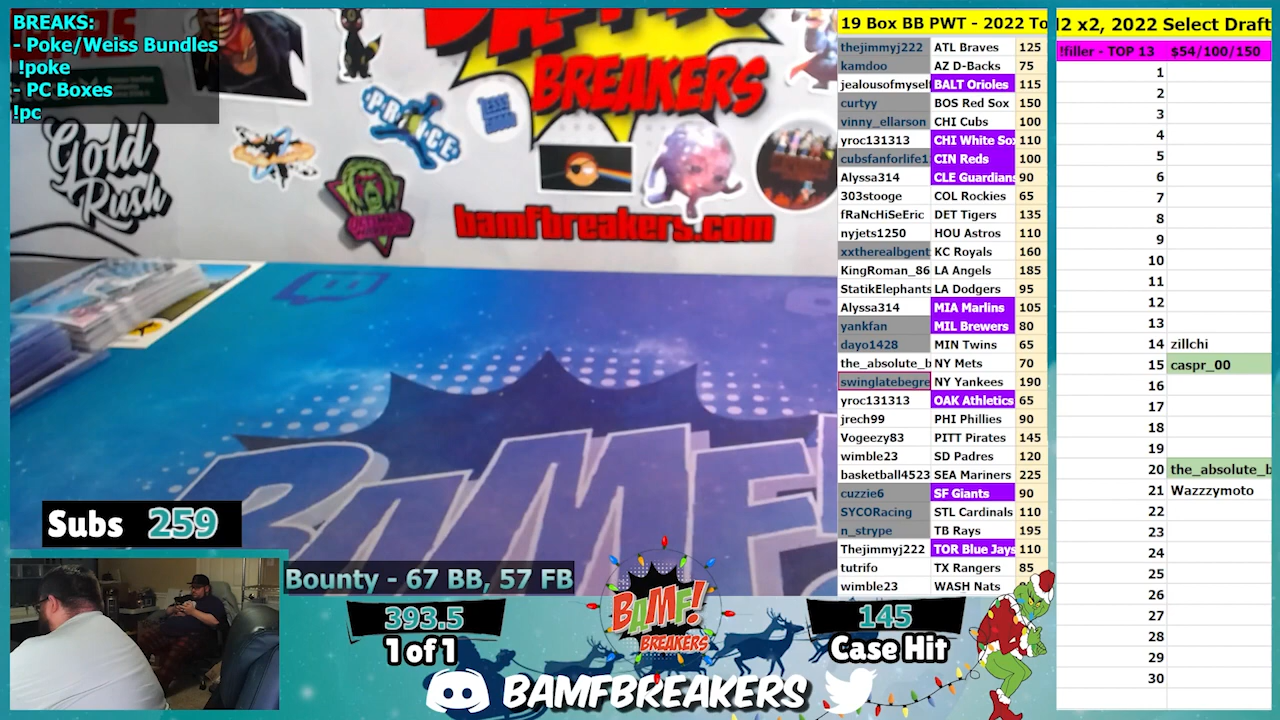 BREAKS:
- Poke/Weiss Bundles
!poke
- PC Boxes
!pc
Gold
Rush
PRICE
BREAKERS
bamfbreakers.com
BAMF!
Subs 259
Bounty - 67 BB, 57 FB
393.5
1 of 1
BAMF!
BREAKERS
145
Case Hit
BAMFBREAKERS
19 Box BB PWT - 2022 To
thejimmyj222 ATL Braves 125
kamdoo AZ D-Backs 75
jealousofmysel BALT Orioles 115
curtyy BOS Red Sox 150
vinny_ellarson CHI Cubs 100
yroc131313 CHI White So 110
cubsfanforlife1 CIN Reds 100
Alyssa314 CLE Guardians 90
303stooge COL Rockies 65
fRaNcHiSeEric DET Tigers 135
nyjets1250 HOU Astros 110
xxtherealbgent KC Royals 160
KingRoman_86 LA Angels 185
StatikElephants LA Dodgers 95
Alyssa314 MIA Marlins 105
yankfan MIL Brewers 80
dayo1428 MIN Twins 65
the_absolute_b NY Mets 70
swinglatebegre NY Yankees 190
yroc131313 OAK Athletics 65
jrech99 PHI Phillies 90
Vogeezy83 PITT Pirates 145
wimble23 SD Padres 120
basketball4523 SEA Mariners 225
cuzzie6 SF Giants 90
SYCORacing STL Cardinals 110
n_strype TB Rays 195
Thejimmyj222 TOR Blue Jays 110
tutrifo TX Rangers 85
wimble23 WASH Nats
2 x2, 2022 Select Draft
!filler - TOP 13 $54/100/150
1
2
3
4
5
6
7
8
9
10
11
12
13
14 zillchi
15 caspr_00
16
17
18
19
20 the_absolute_b
21 Wazzzymoto
22
23
24
25
26
27
28
29
30